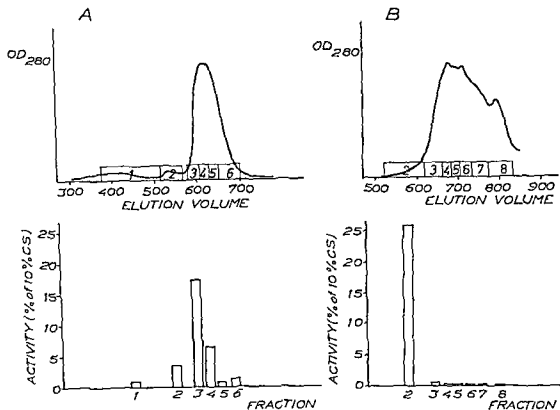 A
OD280
1 2 3 4 5 6
300 400 500 600 700
ELUTION VOLUME
B
OD280
2 3 4 5 6 7 8
500 600 700 800 900
ELUTION VOLUME
ACTIVITY (% of 10% CS)
25
20
15
10
5
0
1 2 3 4 5 6
FRACTION
ACTIVITY (% of 10% CS)
25
20
15
10
5
0
2 3 4 5 6 7 8
FRACTION